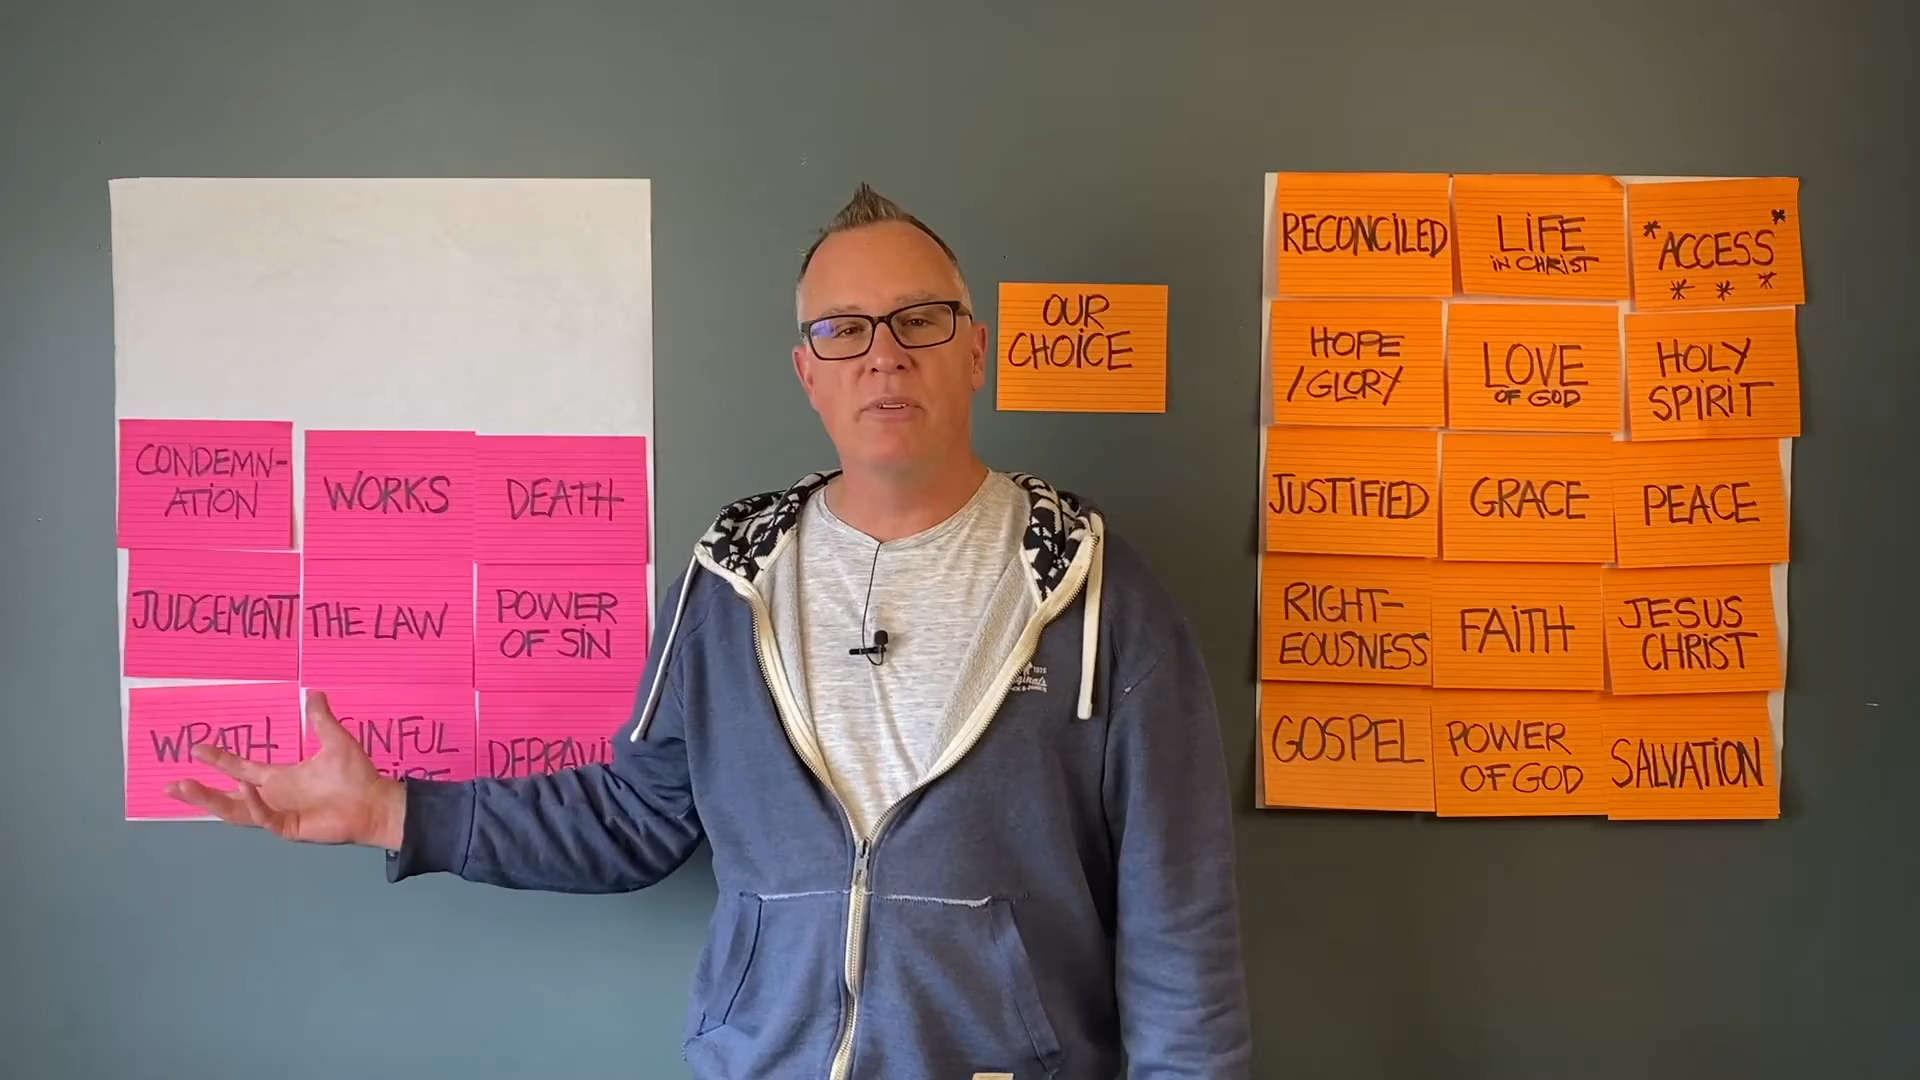 CONDEMN-
ATION
WORKS
DEATH
JUDGEMENT
THE LAW
POWER
OF SIN
WRATH
OUR
CHOICE
RECONCILED
LIFE
IN CHRIST
*ACCESS*
* * *
HOPE
/GLORY
LOVE
OF GOD
HOLY
SPIRIT
JUSTIFIED
GRACE
PEACE
RIGHT-
EOUSNESS
FAITH
JESUS
CHRIST
GOSPEL
POWER
OF GOD
SALVATION